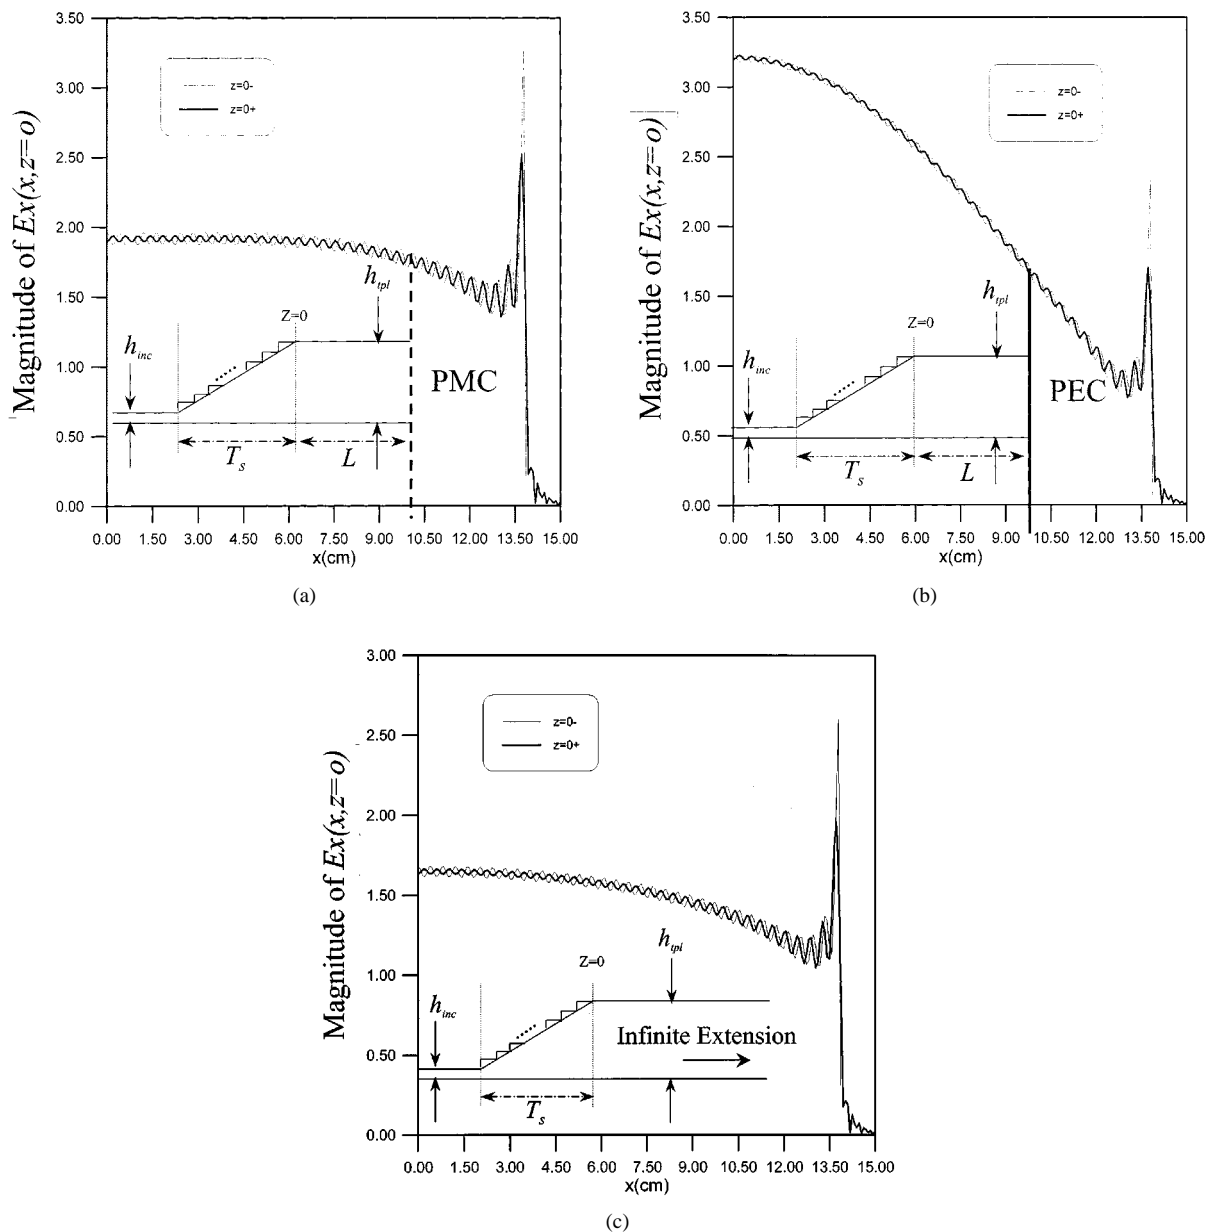 3.50
3.00
2.50
2.00
1.50
1.00
0.50
0.00
Magnitude of Ex(x,z=o)
z=0-
z=0+
h_inc
Z=0
h_tpl
PMC
T_s
L
0.00 1.50 3.00 4.50 6.00 7.50 9.00 10.50 12.00 13.50 15.00
x(cm)
(a)
3.50
3.00
2.50
2.00
1.50
1.00
0.50
0.00
Magnitude of Ex(x,z=o)
z=0-
z=0+
h_inc
Z=0
h_tpl
PEC
T_s
L
0.00 1.50 3.00 4.50 6.00 7.50 9.00 10.50 12.00 13.50 15.00
x(cm)
(b)
3.00
2.50
2.00
1.50
1.00
0.50
0.00
Magnitude of Ex(x,z=o)
z=0-
z=0+
h_inc
Z=0
h_tpl
Infinite Extension
T_s
0.00 1.50 3.00 4.50 6.00 7.50 9.00 10.50 12.00 13.50 15.00
x(cm)
(c)